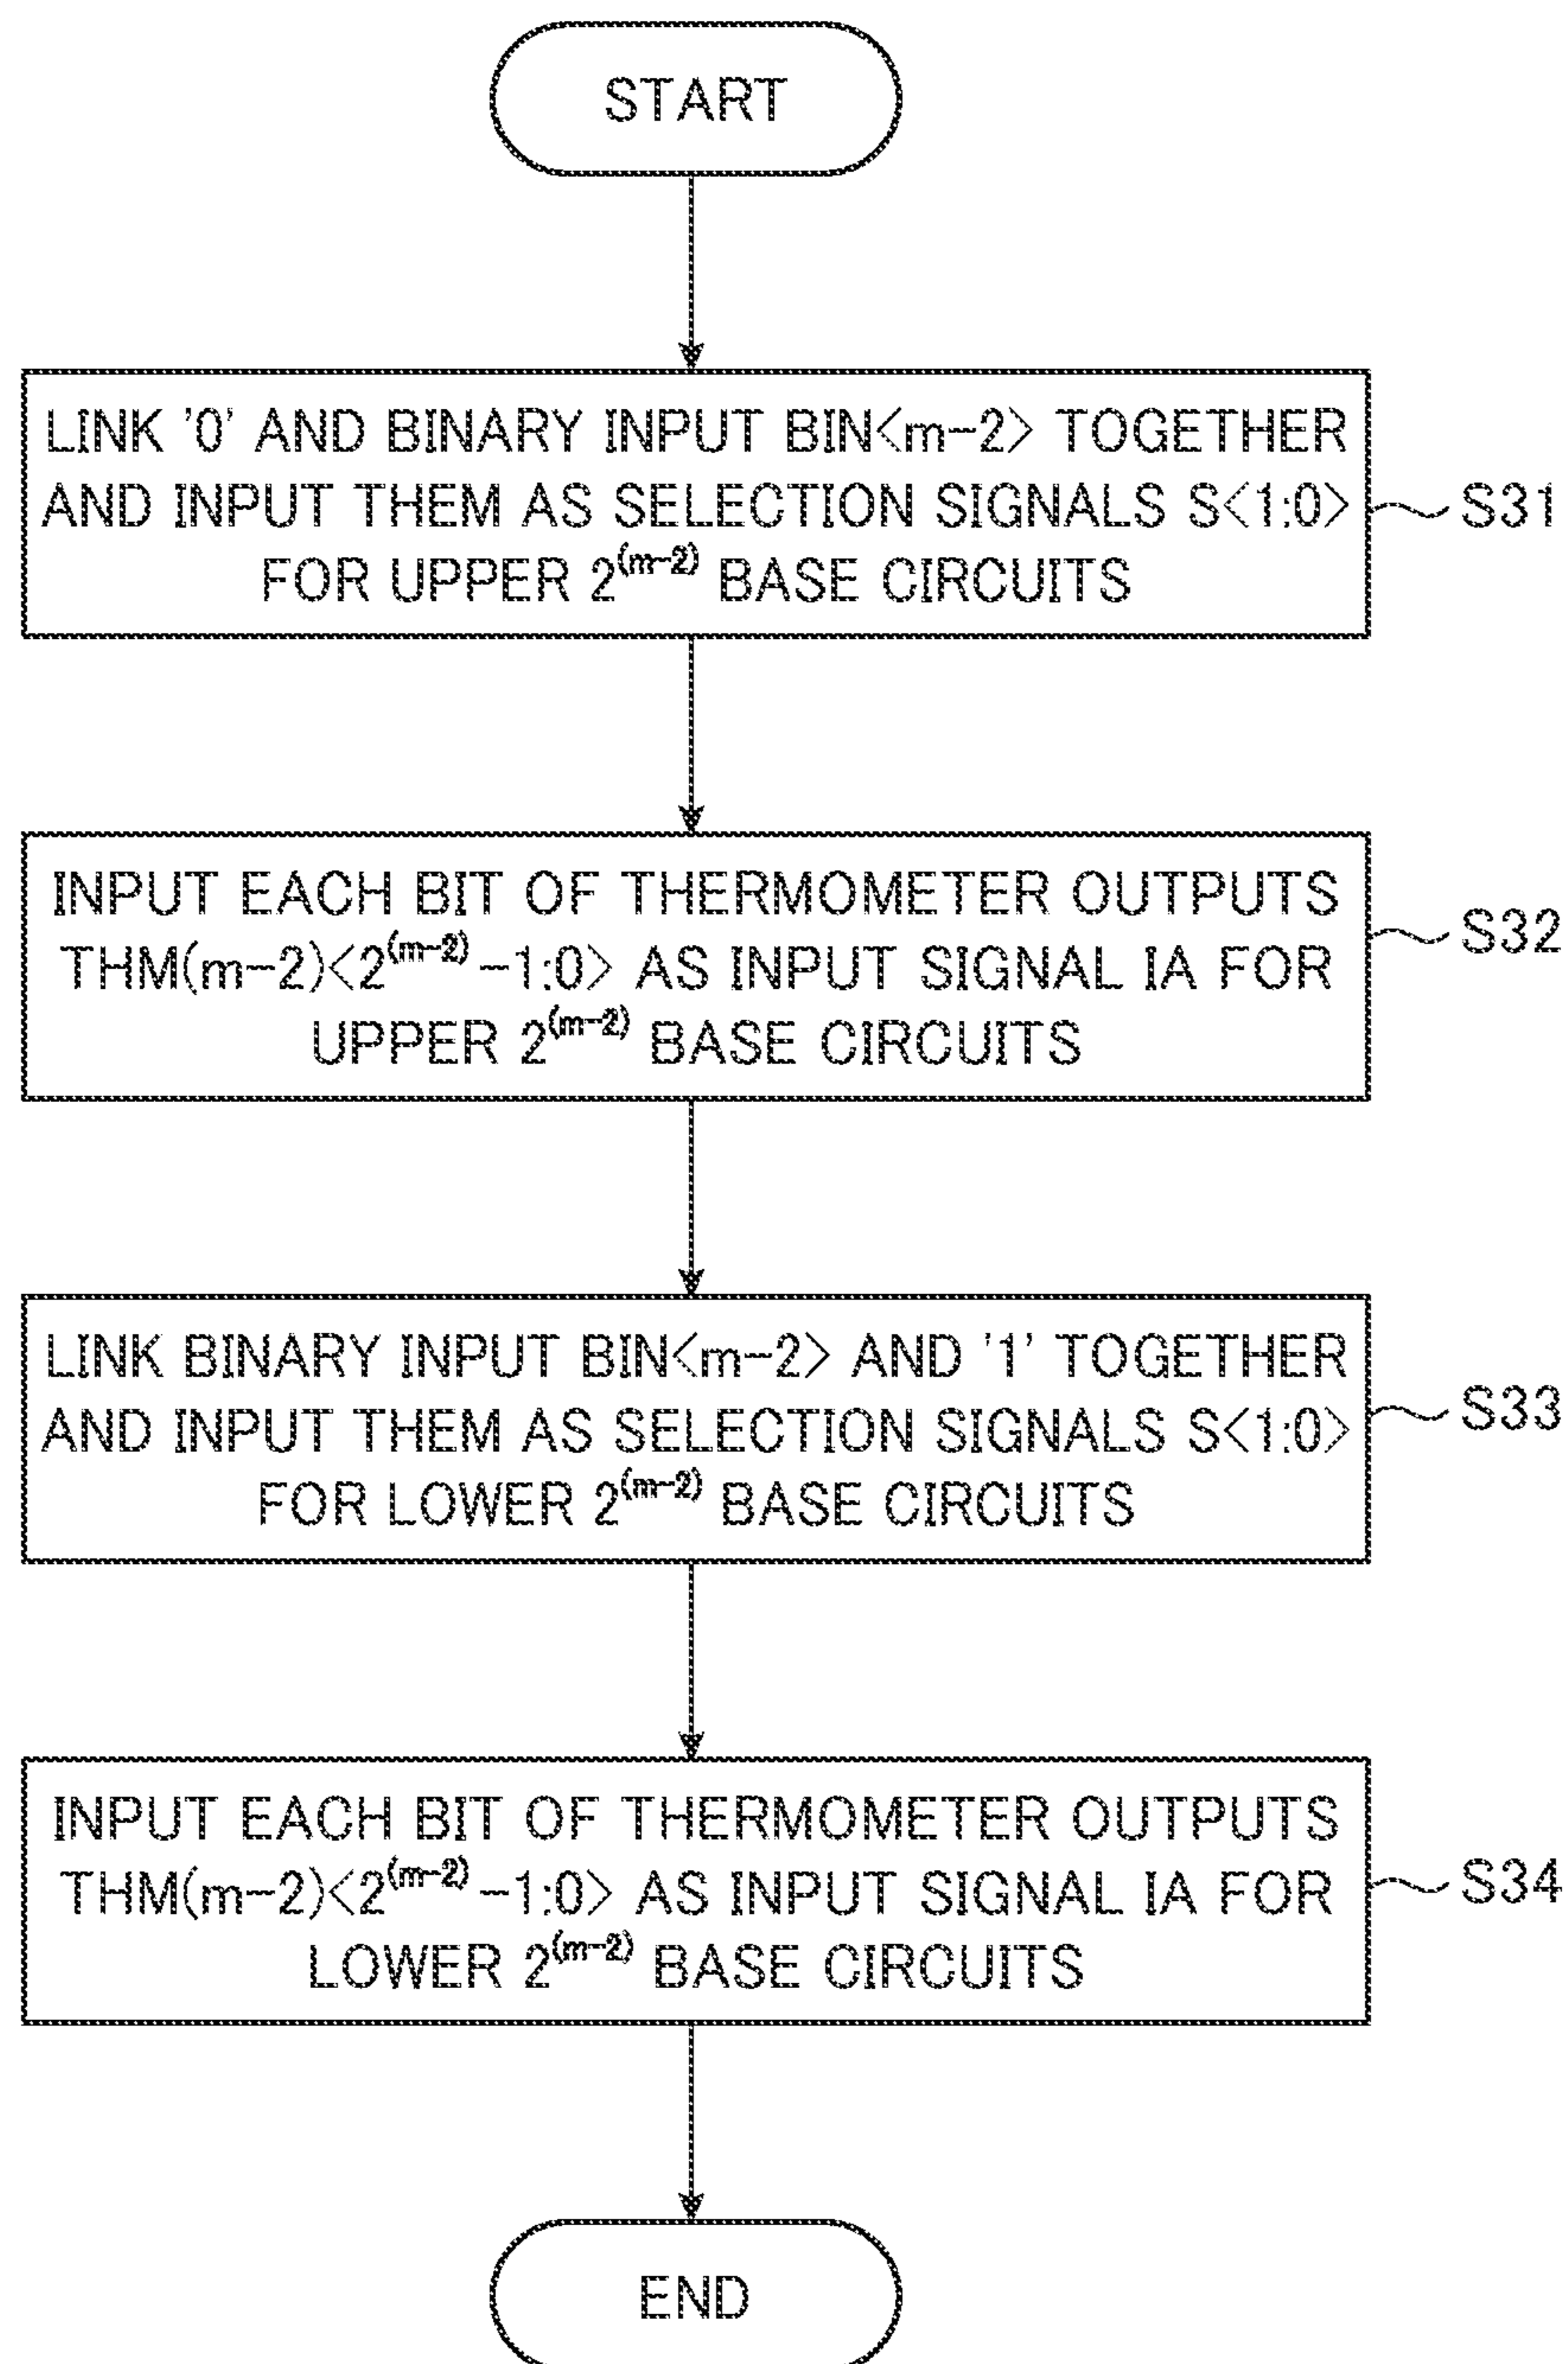 START
LINK '0' AND BINARY INPUT BIN<m-2> TOGETHER
AND INPUT THEM AS SELECTION SIGNALS S<1:0>
FOR UPPER 2^(m-2) BASE CIRCUITS
S31
INPUT EACH BIT OF THERMOMETER OUTPUTS
THM(m-2)<2^(m-2)-1:0> AS INPUT SIGNAL IA FOR
UPPER 2^(m-2) BASE CIRCUITS
S32
LINK BINARY INPUT BIN<m-2> AND '1' TOGETHER
AND INPUT THEM AS SELECTION SIGNALS S<1:0>
FOR LOWER 2^(m-2) BASE CIRCUITS
S33
INPUT EACH BIT OF THERMOMETER OUTPUTS
THM(m-2)<2^(m-2)-1:0> AS INPUT SIGNAL IA FOR
LOWER 2^(m-2) BASE CIRCUITS
S34
END